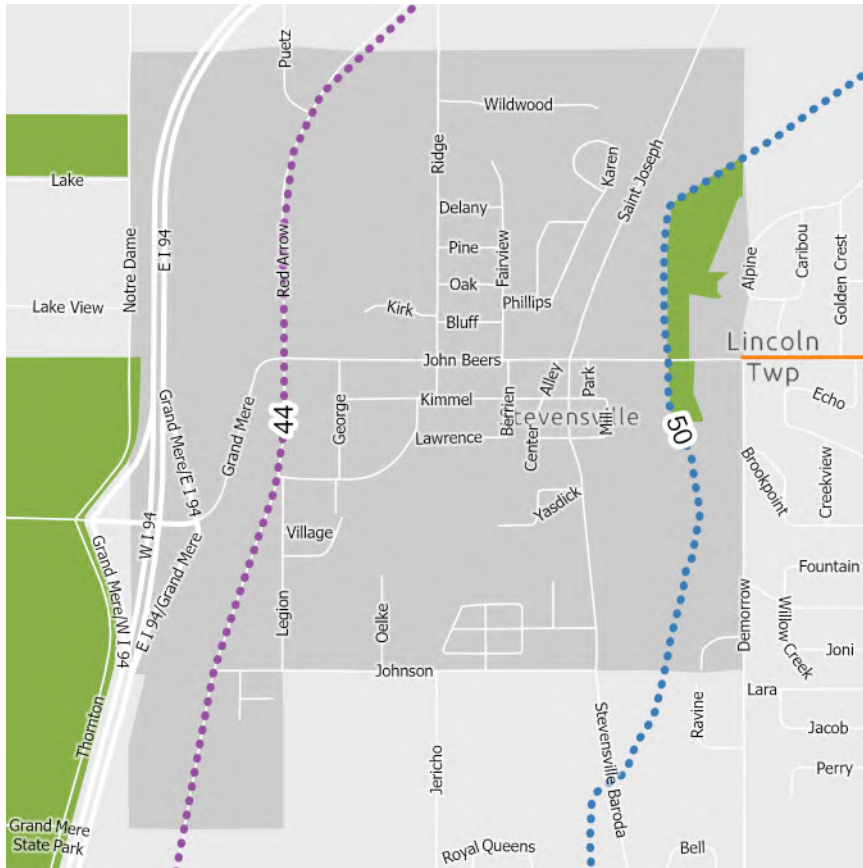 Puetz
Wildwood
Ridge
Karen
Saint Joseph
Lake
Delany
Notre Dame
E I 94
Red Arrow
Pine
Fairview
Alpine
Caribou
Golden Crest
Oak
Lake View
Kirk
Phillips
Bluff
Lincoln
Twp
John Beers
Grand Mere/E I 94
Grand Mere
44
George
Kimmel
Berrien
Alley
Park
Mill
Echo
tevensville
Lawrence
Center
50
Brookpoint
Creekview
Yasdick
W I 94
Grand Mere/W I 94
E I 94/Grand Mere
Village
Fountain
Legion
Oelke
Demorrow
Willow Creek
Joni
Johnson
Thornton
Lara
Ravine
Jacob
Jericho
Stevensville Baroda
Perry
Grand Mere
State Park
Royal Queens
Bell